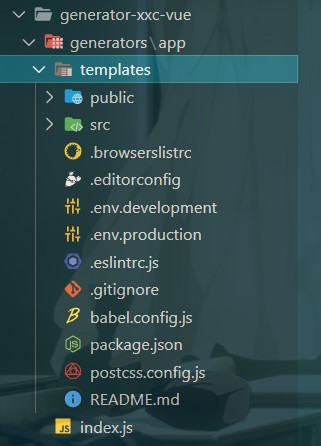 generator-xxc-vue
generators \ app
templates
public
src
.browserslistrc
.editorconfig
.env.development
.env.production
.eslintrc.js
.gitignore
babel.config.js
package.json
postcss.config.js
README.md
JS index.js